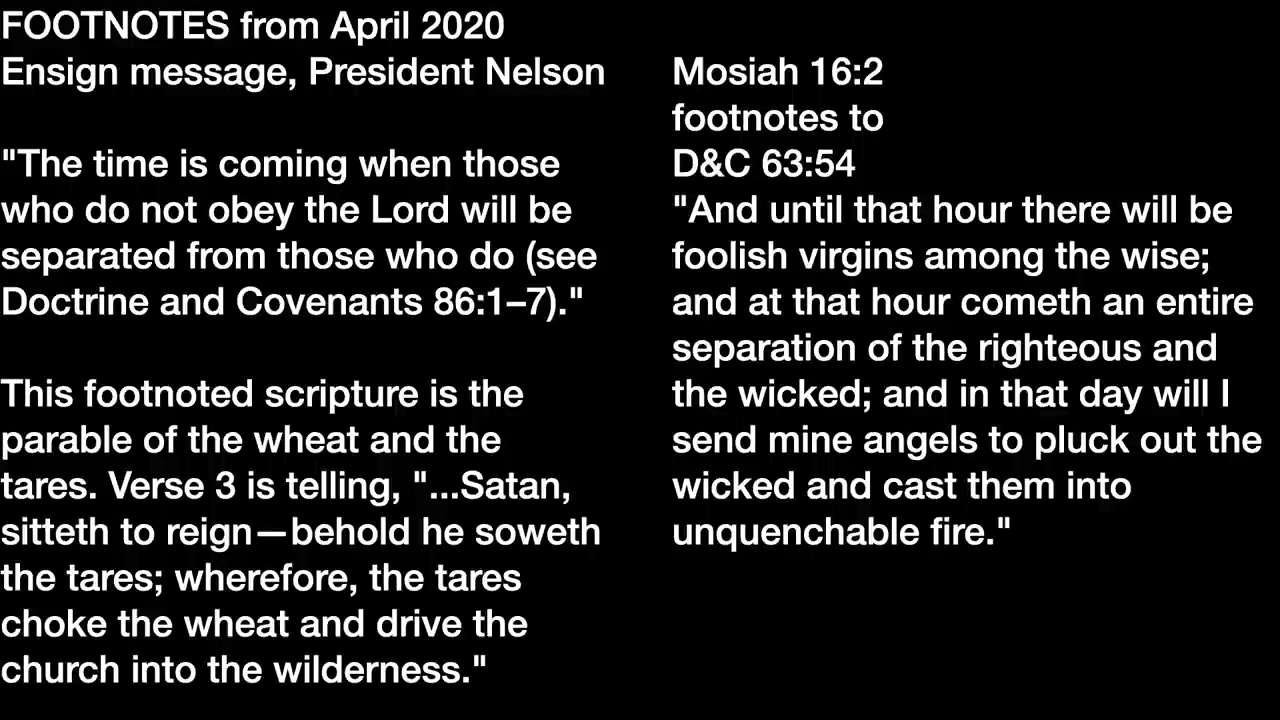 FOOTNOTES from April 2020
Ensign message, President Nelson
"The time is coming when those
who do not obey the Lord will be
separated from those who do (see
Doctrine and Covenants 86:1–7)."
This footnoted scripture is the
parable of the wheat and the
tares. Verse 3 is telling, "...Satan,
sitteth to reign—behold he soweth
the tares; wherefore, the tares
choke the wheat and drive the
church into the wilderness."
Mosiah 16:2
footnotes to
D&C 63:54
"And until that hour there will be
foolish virgins among the wise;
and at that hour cometh an entire
separation of the righteous and
the wicked; and in that day will I
send mine angels to pluck out the
wicked and cast them into
unquenchable fire."